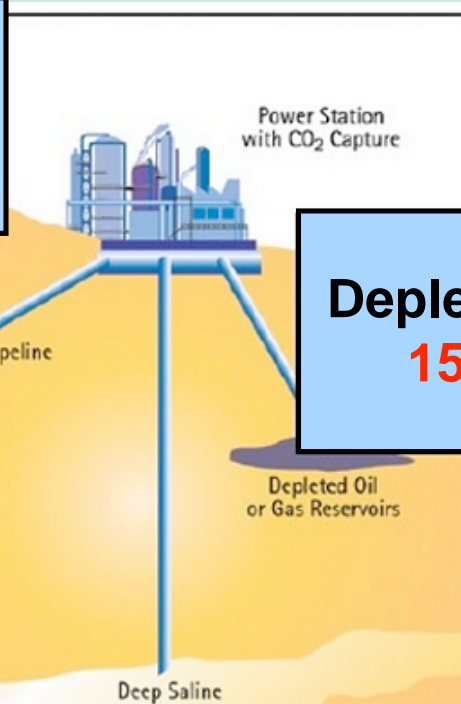 Power Station
with CO₂ Capture
Deple
15
peline
Depleted Oil
or Gas Reservoirs
Deep Saline